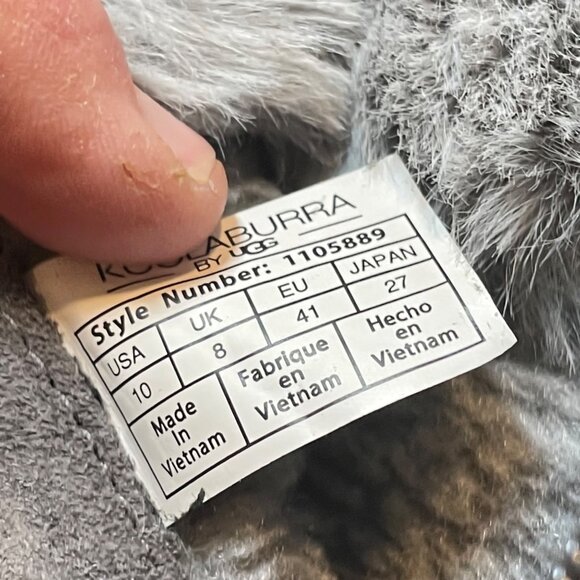 KOOLABURRA
BY UGG
Style Number: 1105889
USA UK EU JAPAN
10 8 41 27
Made In Vietnam
Fabrique en Vietnam
Hecho en Vietnam